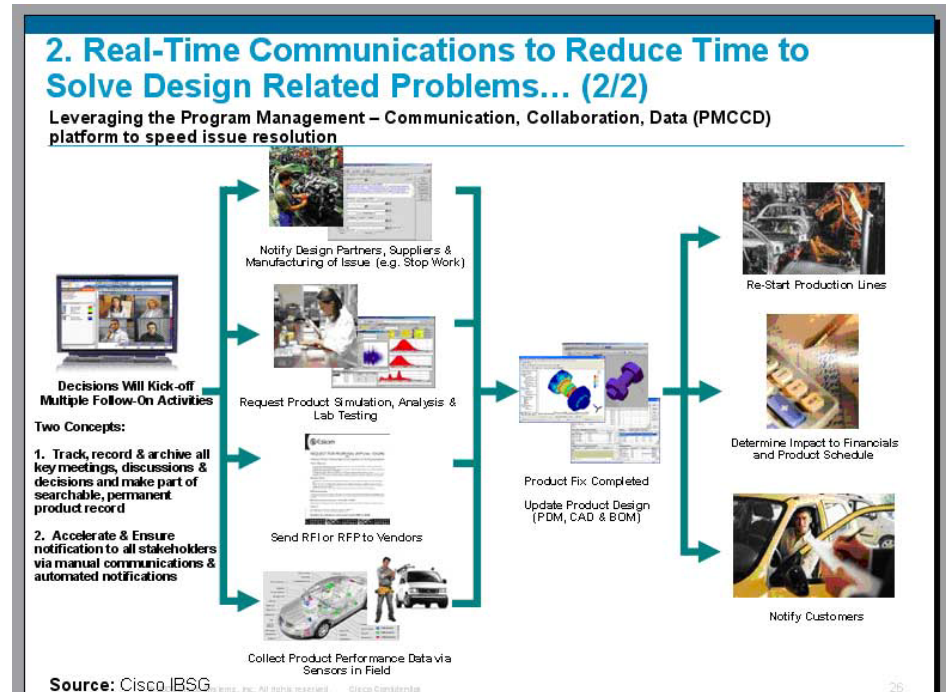 2. Real-Time Communications to Reduce Time to
Solve Design Related Problems... (2/2)
Leveraging the Program Management – Communication, Collaboration, Data (PMCCD)
platform to speed issue resolution
Decisions Will Kick-off
Multiple Follow-On Activities
Two Concepts:
1. Track, record & archive all
key meetings, discussions &
decisions and make part of
searchable, permanent
product record
2. Accelerate & Ensure
notification to all stakeholders
via manual communications &
automated notifications
Notify Design Partners, Suppliers &
Manufacturing of Issue (e.g. Stop Work)
Request Product Simulation, Analysis &
Lab Testing
Send RFI or RFP to Vendors
Collect Product Performance Data via
Sensors in Field
Product Fix Completed
Update Product Design
(PDM, CAD & BOM)
Re-Start Production Lines
Determine Impact to Financials
and Product Schedule
Notify Customers
Source: Cisco IBSG
Inc. All rights reserved. Cisco Confidential
26